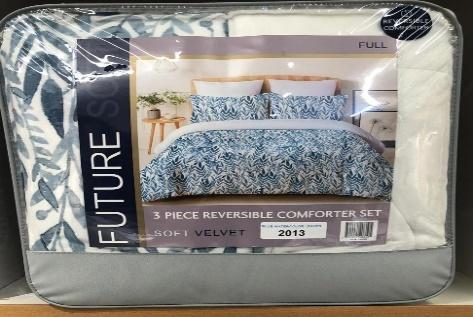 FULL
REVERSIBLE
COMFORTER
FUTURE
3 PIECE REVERSIBLE COMFORTER SET
SOFT VELVET
2013